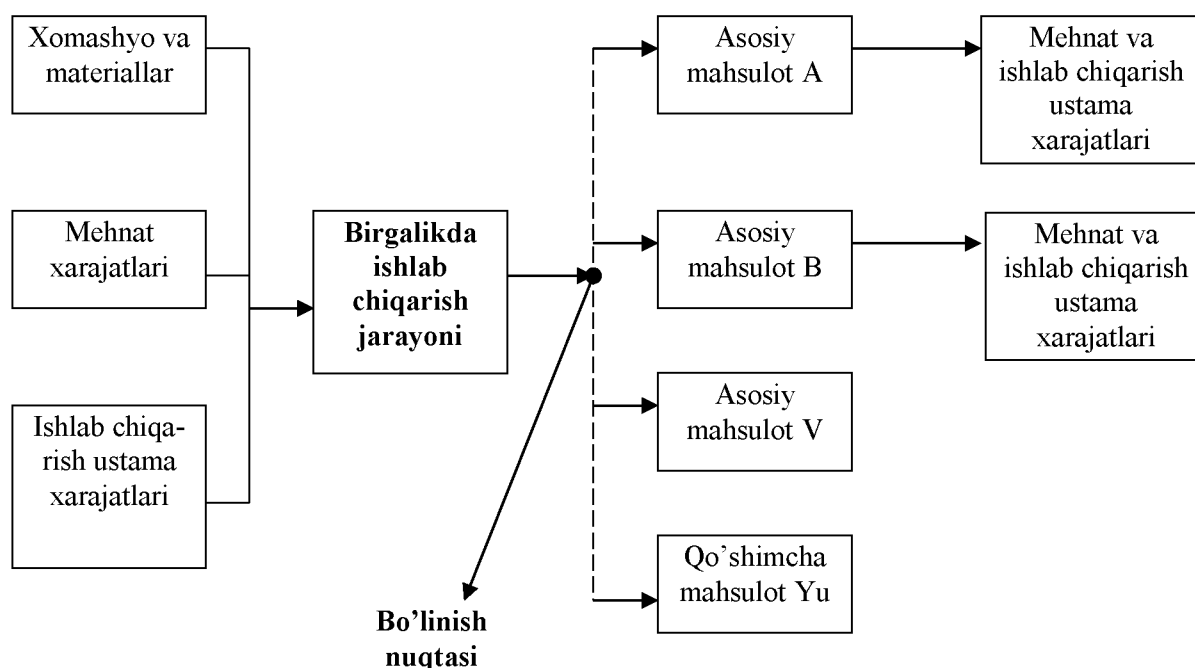 Xomashyo va
materiallar
Mehnat
xarajatlari
Ishlab chiqa-
rish ustama
xarajatlari
Birgalikda
ishlab
chiqarish
jarayoni
Bo’linish
nuqtasi
Asosiy
mahsulot A
Asosiy
mahsulot B
Asosiy
mahsulot V
Qo’shimcha
mahsulot Yu
Mehnat va
ishlab chiqarish
ustama
xarajatlari
Mehnat va
ishlab chiqarish
ustama
xarajatlari